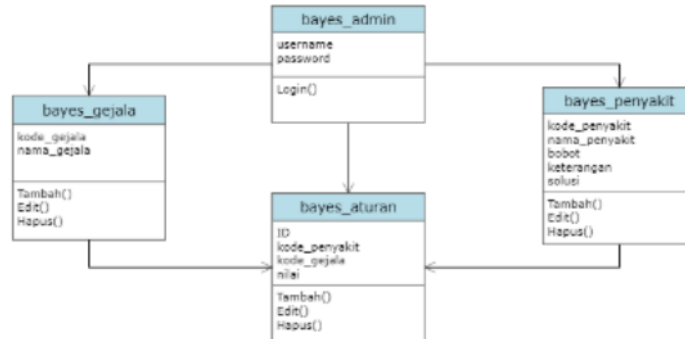 bayes_admin
username
password
Login()
bayes_gejala
kode_gejala
nama_gejala
Tambah()
Edit()
Hapus()
bayes_penyakit
kode_penyakit
nama_penyakit
bobot
keterangan
solusi
Tambah()
Edit()
Hapus()
bayes_aturan
ID
kode_penyakit
kode_gejala
nilai
Tambah()
Edit()
Hapus()